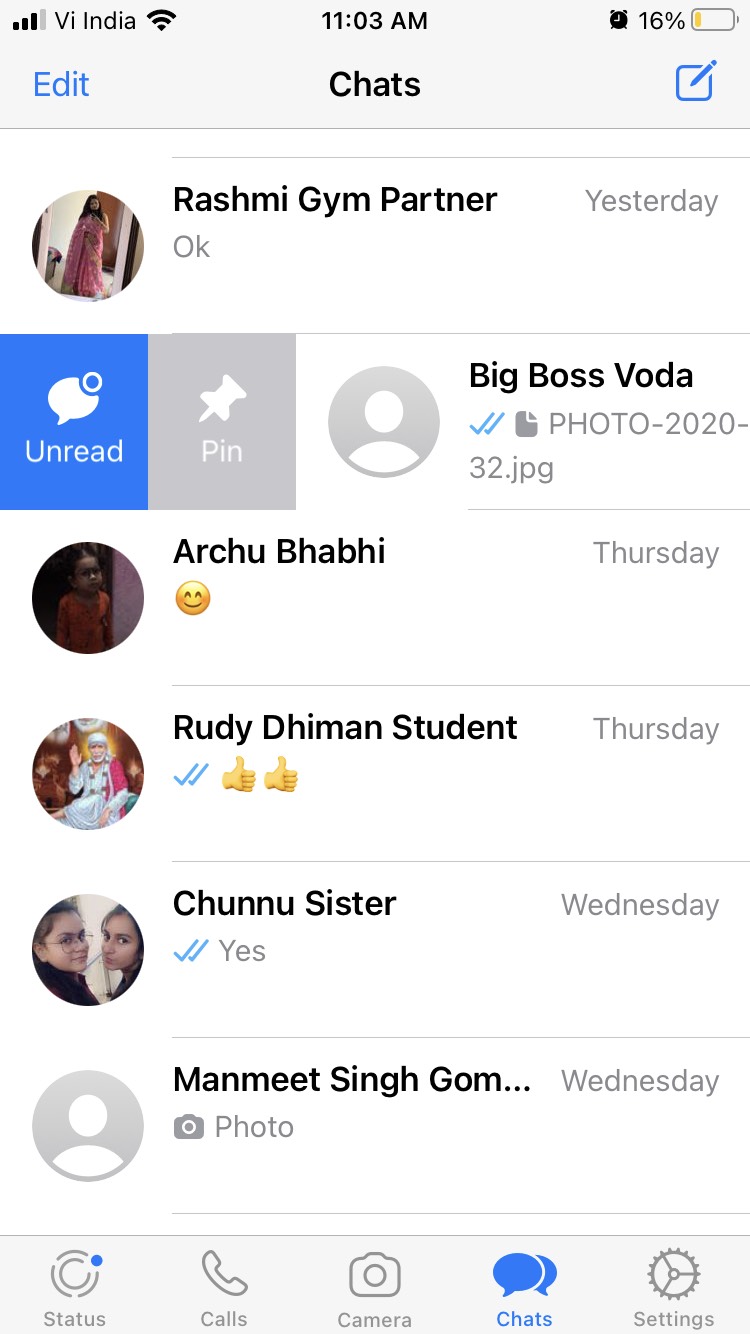 Vi India 11:03 AM 16%
Edit Chats
Rashmi Gym Partner Yesterday
Ok
Unread Pin
Big Boss Voda
PHOTO-2020-
32.jpg
Archu Bhabhi Thursday
😊
Rudy Dhiman Student Thursday
👍👍
Chunnu Sister Wednesday
Yes
Manmeet Singh Gom... Wednesday
Photo
Status Calls Camera Chats Settings